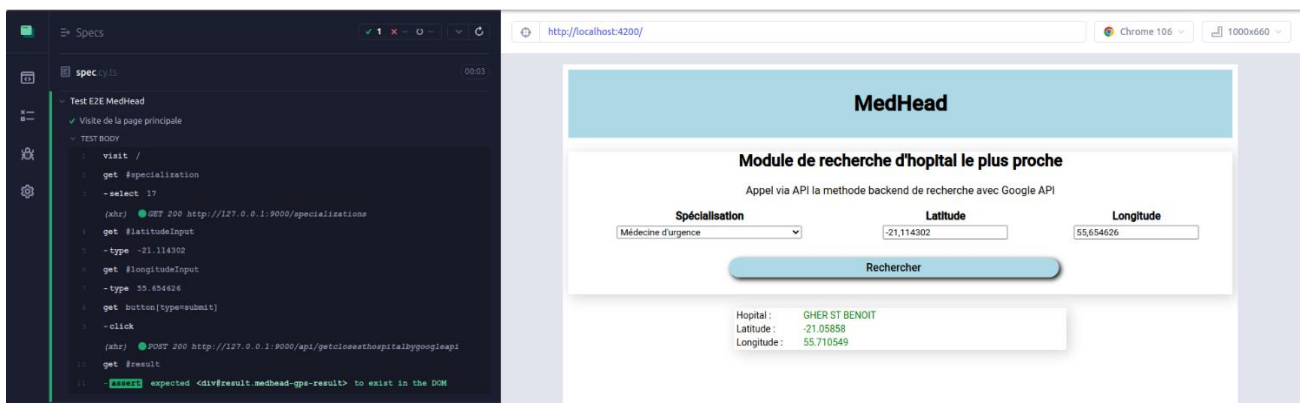 Specs
1 -- --
spec.cy.ts 00:03
Test E2E MedHead
Visite de la page principale
TEST BODY
1 visit /
2 get #specialization
3 -select 17
(xhr) GET 200 http://127.0.0.1:9000/specializations
4 get #latitudeInput
5 -type -21.114302
6 get #longitudeInput
7 -type 55.654626
8 get button[type=submit]
9 -click
(xhr) POST 200 http://127.0.0.1:9000/api/getclosesthospitalbygoogleapi
10 get #result
11 -assert expected <div#result.medhead-gps-result> to exist in the DOM
http://localhost:4200/
Chrome 106
1000x660
MedHead
Module de recherche d'hopital le plus proche
Appel via API la methode backend de recherche avec Google API
Spécialisation Latitude Longitude
Médecine d'urgence -21,114302 55,654626
Rechercher
Hopital : GHER ST BENOIT
Latitude : -21.05858
Longitude : 55.710549